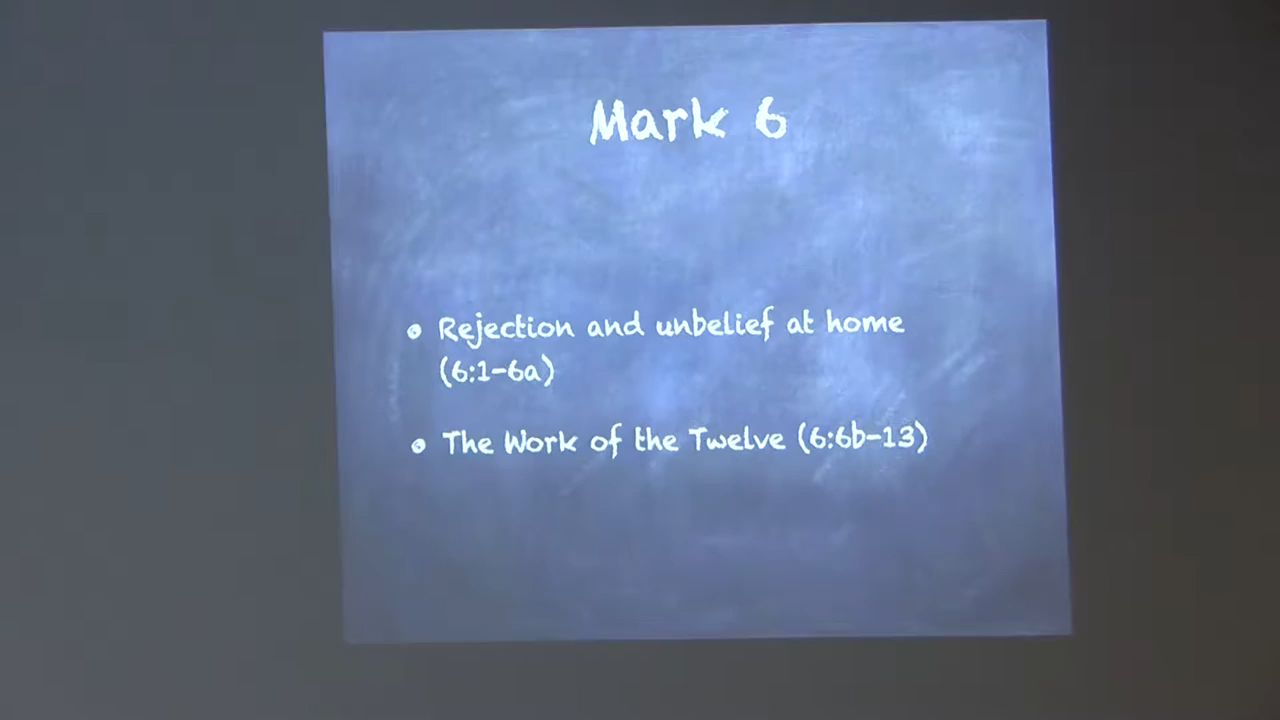 Mark 6
• Rejection and unbelief at home
(6:1-6a)
• The Work of the Twelve (6:6b-13)